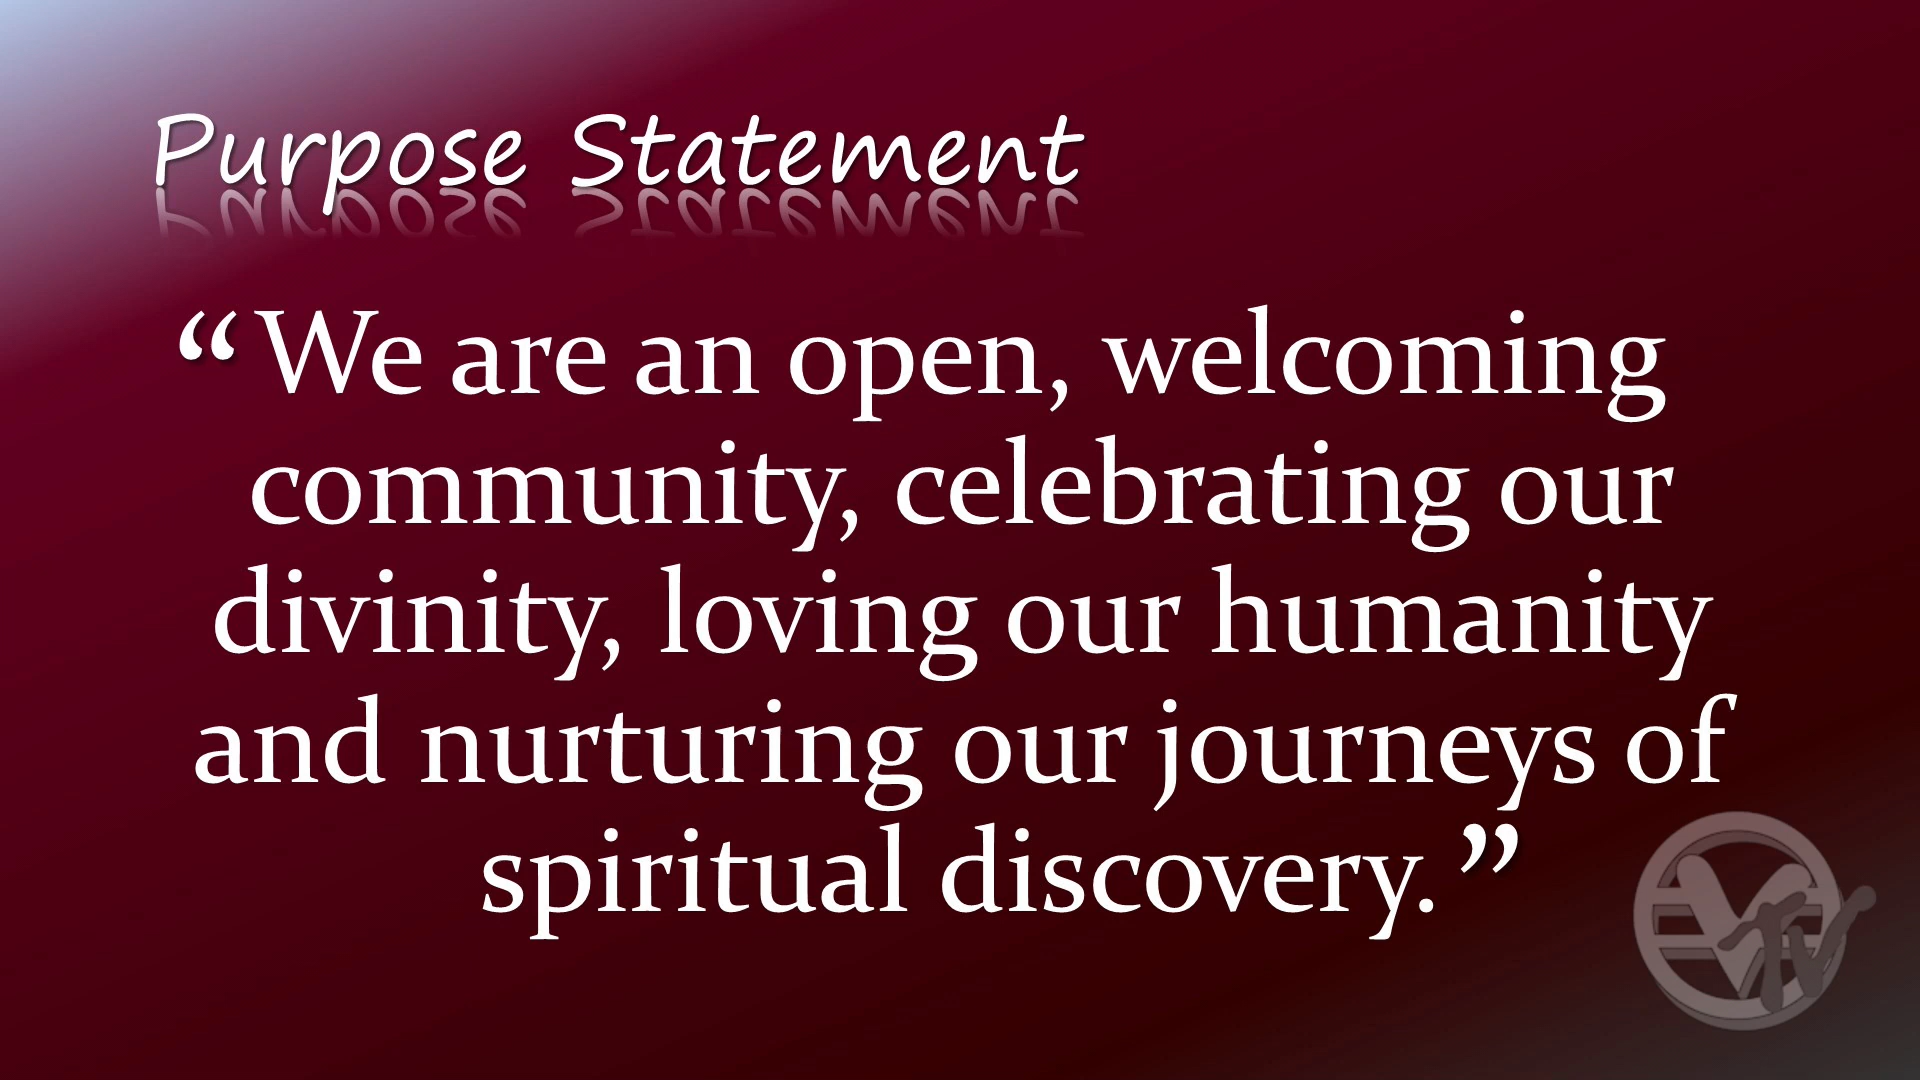 Purpose Statement
“We are an open, welcoming
community, celebrating our
divinity, loving our humanity
and nurturing our journeys of
spiritual discovery.”
VTV